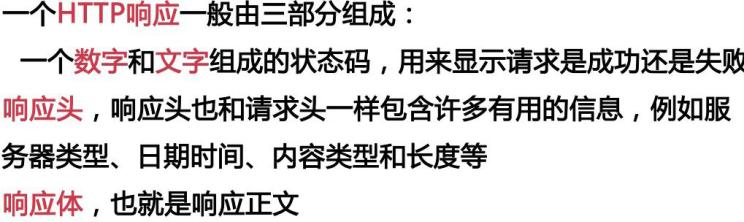 一个HTTP响应一般由三部分组成：
一个数字和文字组成的状态码，用来显示请求是成功还是失败
响应头，响应头也和请求头一样包含许多有用的信息，例如服
务器类型、日期时间、内容类型和长度等
响应体，也就是响应正文